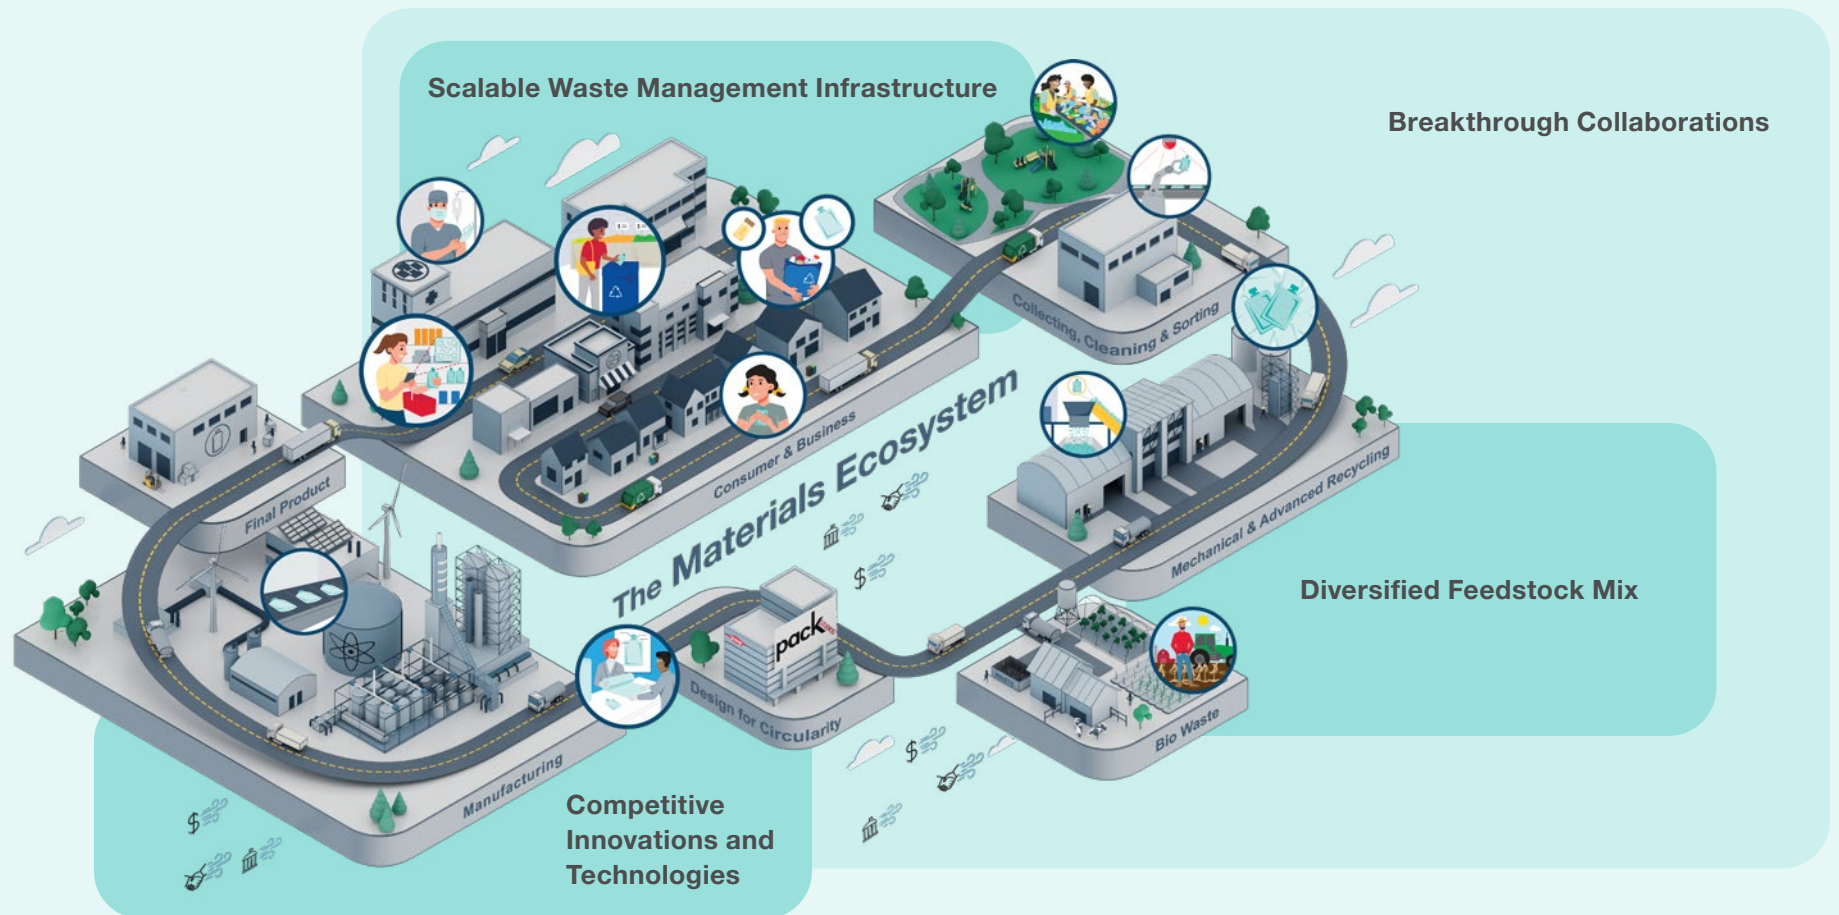 Scalable Waste Management Infrastructure
Breakthrough Collaborations
Collecting, Cleaning & Sorting
Consumer & Business
The Materials Ecosystem
Final Product
Mechanical & Advanced Recycling
Diversified Feedstock Mix
pack
Design for Circularity
Bio Waste
Manufacturing
Competitive
Innovations and
Technologies
$
$
$